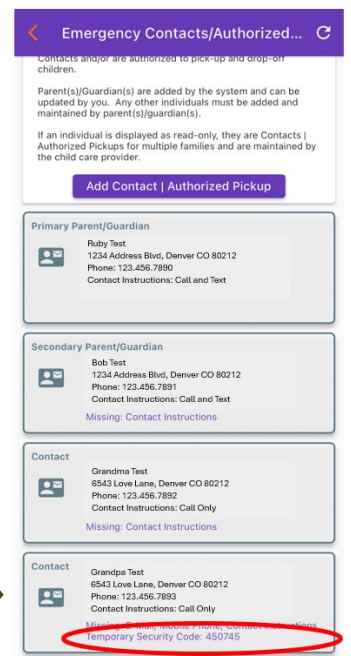 Emergency Contacts/Authorized...
Contacts and/or are authorized to pick-up and drop-off
children.
Parent(s)/Guardian(s) are added by the system and can be
updated by you. Any other individuals must be added and
maintained by parent(s)/guardian(s).
If an individual is displayed as read-only, they are Contacts |
Authorized Pickups for multiple families and are maintained by
the child care provider.
Add Contact | Authorized Pickup
Primary Parent/Guardian
Ruby Test
1234 Address Blvd, Denver CO 80212
Phone: 123.456.7890
Contact Instructions: Call and Text
Secondary Parent/Guardian
Bob Test
1234 Address Blvd, Denver CO 80212
Phone: 123.456.7891
Contact Instructions: Call and Text
Missing: Contact Instructions
Contact
Grandma Test
6543 Love Lane, Denver CO 80212
Phone: 123.456.7892
Contact Instructions: Call Only
Missing: Contact Instructions
Contact
Grandpa Test
6543 Love Lane, Denver CO 80212
Phone: 123.456.7893
Contact Instructions: Call Only
Missing: E-Mail, Mobile Phone, Contact Instructions
Temporary Security Code: 450745